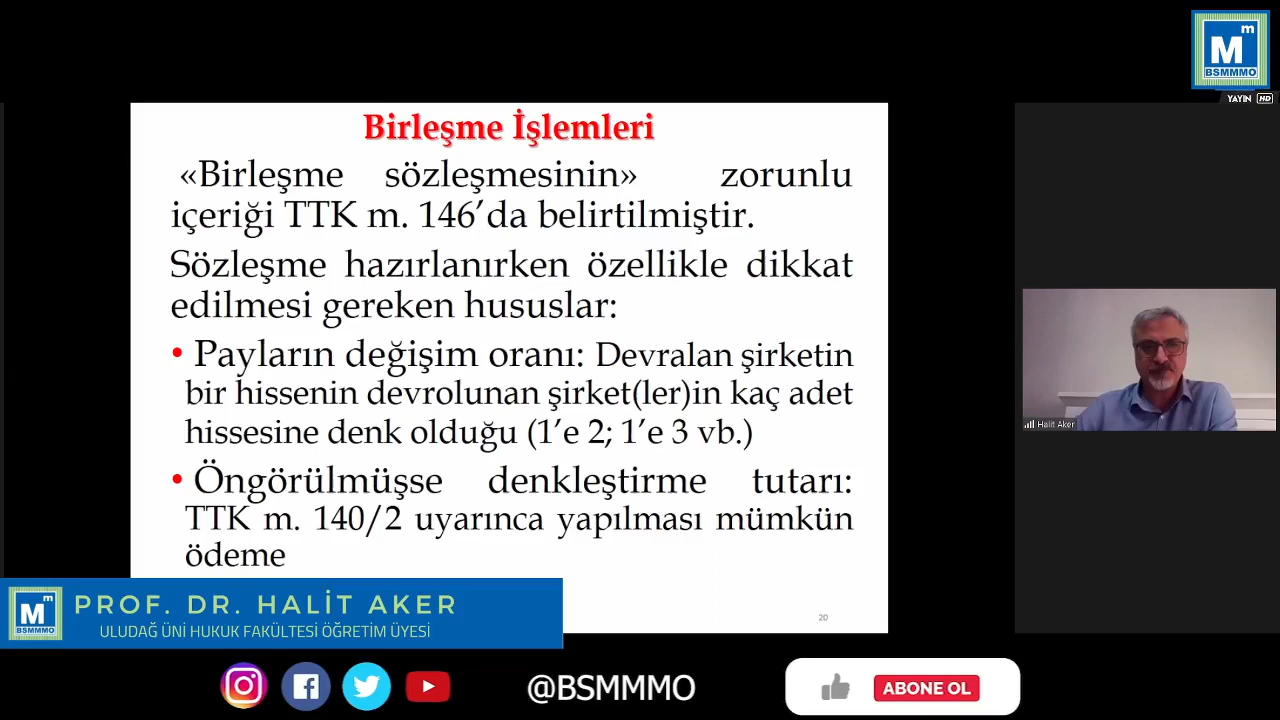 m
M
BSMMMO
YAYIN HD
Birleşme İşlemleri
«Birleşme sözleşmesinin» zorunlu
içeriği TTK m. 146’da belirtilmiştir.
Sözleşme hazırlanırken özellikle dikkat
edilmesi gereken hususlar:
• Payların değişim oranı: Devralan şirketin
bir hissenin devrolunan şirket(ler)in kaç adet
hissesine denk olduğu (1’e 2; 1’e 3 vb.)
• Öngörülmüşse denkleştirme tutarı:
TTK m. 140/2 uyarınca yapılması mümkün
ödeme
20
Halit Aker
m
M
BSMMMO
PROF. DR. HALİT AKER
ULUDAĞ ÜNİ HUKUK FAKÜLTESİ ÖĞRETİM ÜYESİ
@BSMMMO
ABONE OL